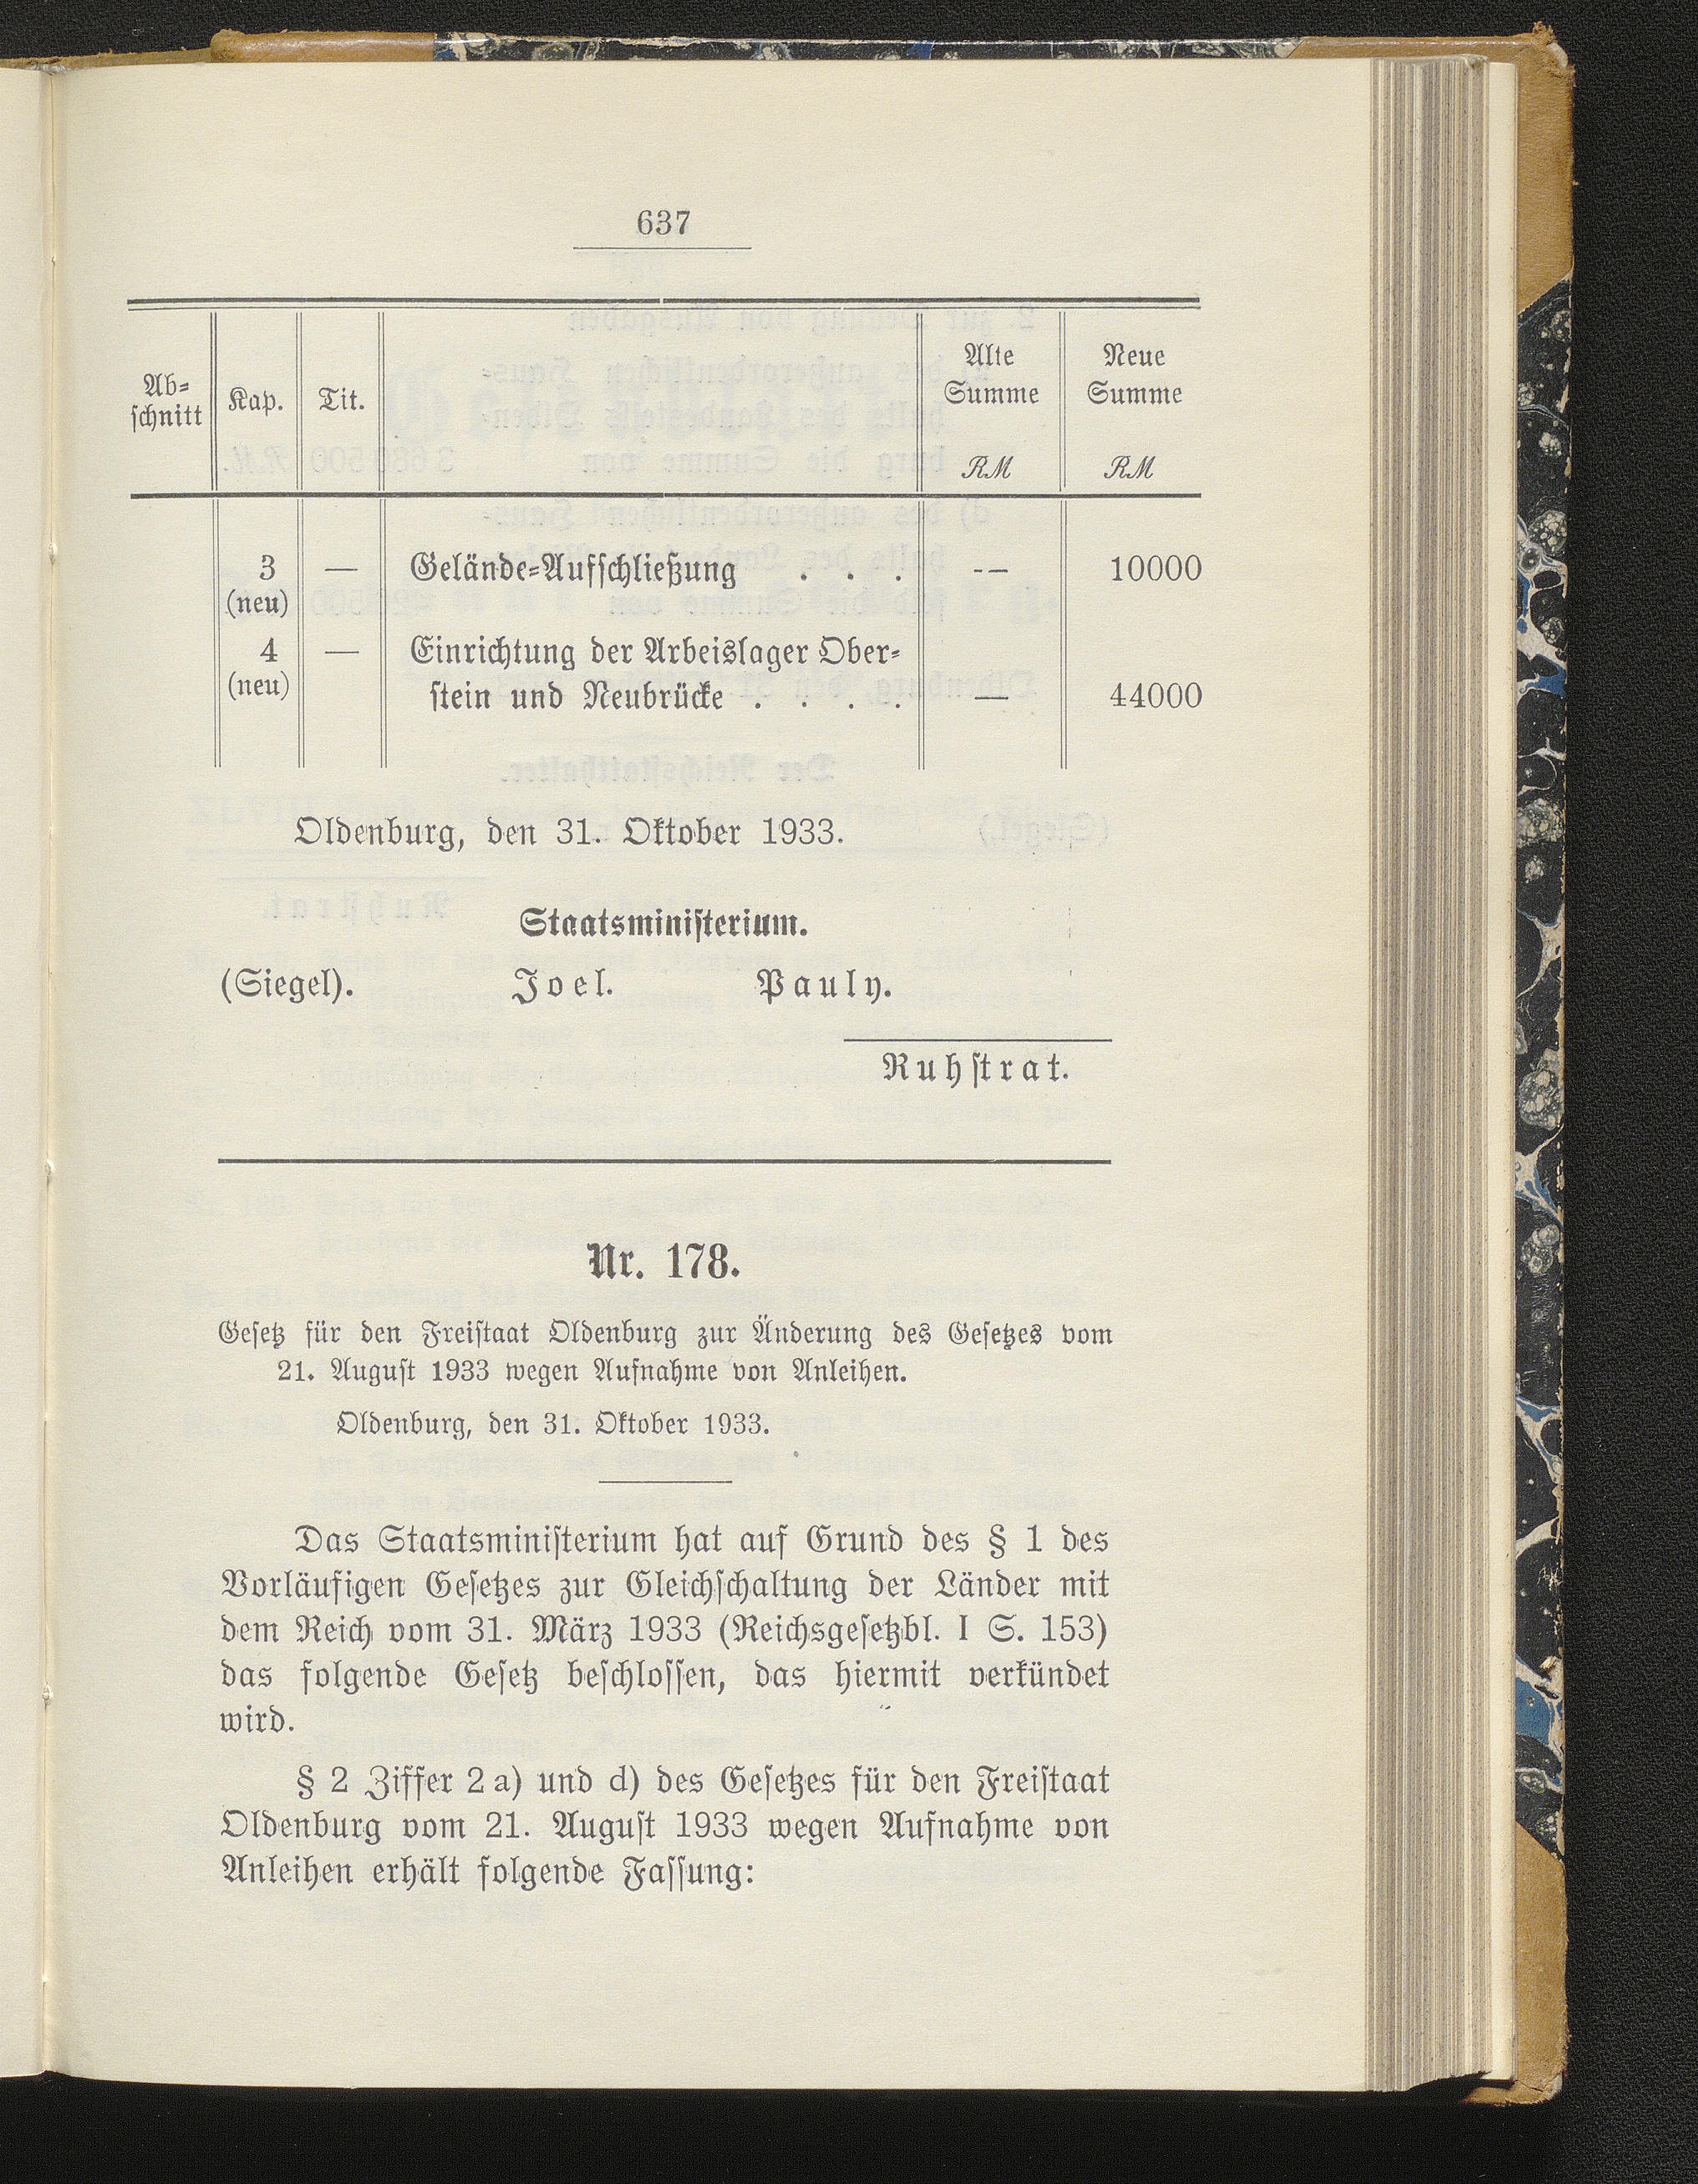 637
Ab-
schnitt
Kap.
Tit.
Alte
Summe
RM
Neue
Summe
RM
3 — Gelände-Aufschließung . . . -- 10000
(neu)
4 — Einrichtung der Arbeislager Ober-
(neu) stein und Neubrücke . . . . — 44000
Oldenburg, den 31. Oktober 1933.
Staatsministerium.
(Siegel). Joel. Pauly.
Ruhstrat.
Nr. 178.
Gesetz für den Freistaat Oldenburg zur Änderung des Gesetzes vom
21. August 1933 wegen Aufnahme von Anleihen.
Oldenburg, den 31. Oktober 1933.
Das Staatsministerium hat auf Grund des § 1 des
Vorläufigen Gesetzes zur Gleichschaltung der Länder mit
dem Reich vom 31. März 1933 (Reichsgesetzbl. I S. 153)
das folgende Gesetz beschlossen, das hiermit verkündet
wird.
§ 2 Ziffer 2 a) und d) des Gesetzes für den Freistaat
Oldenburg vom 21. August 1933 wegen Aufnahme von
Anleihen erhält folgende Fassung: